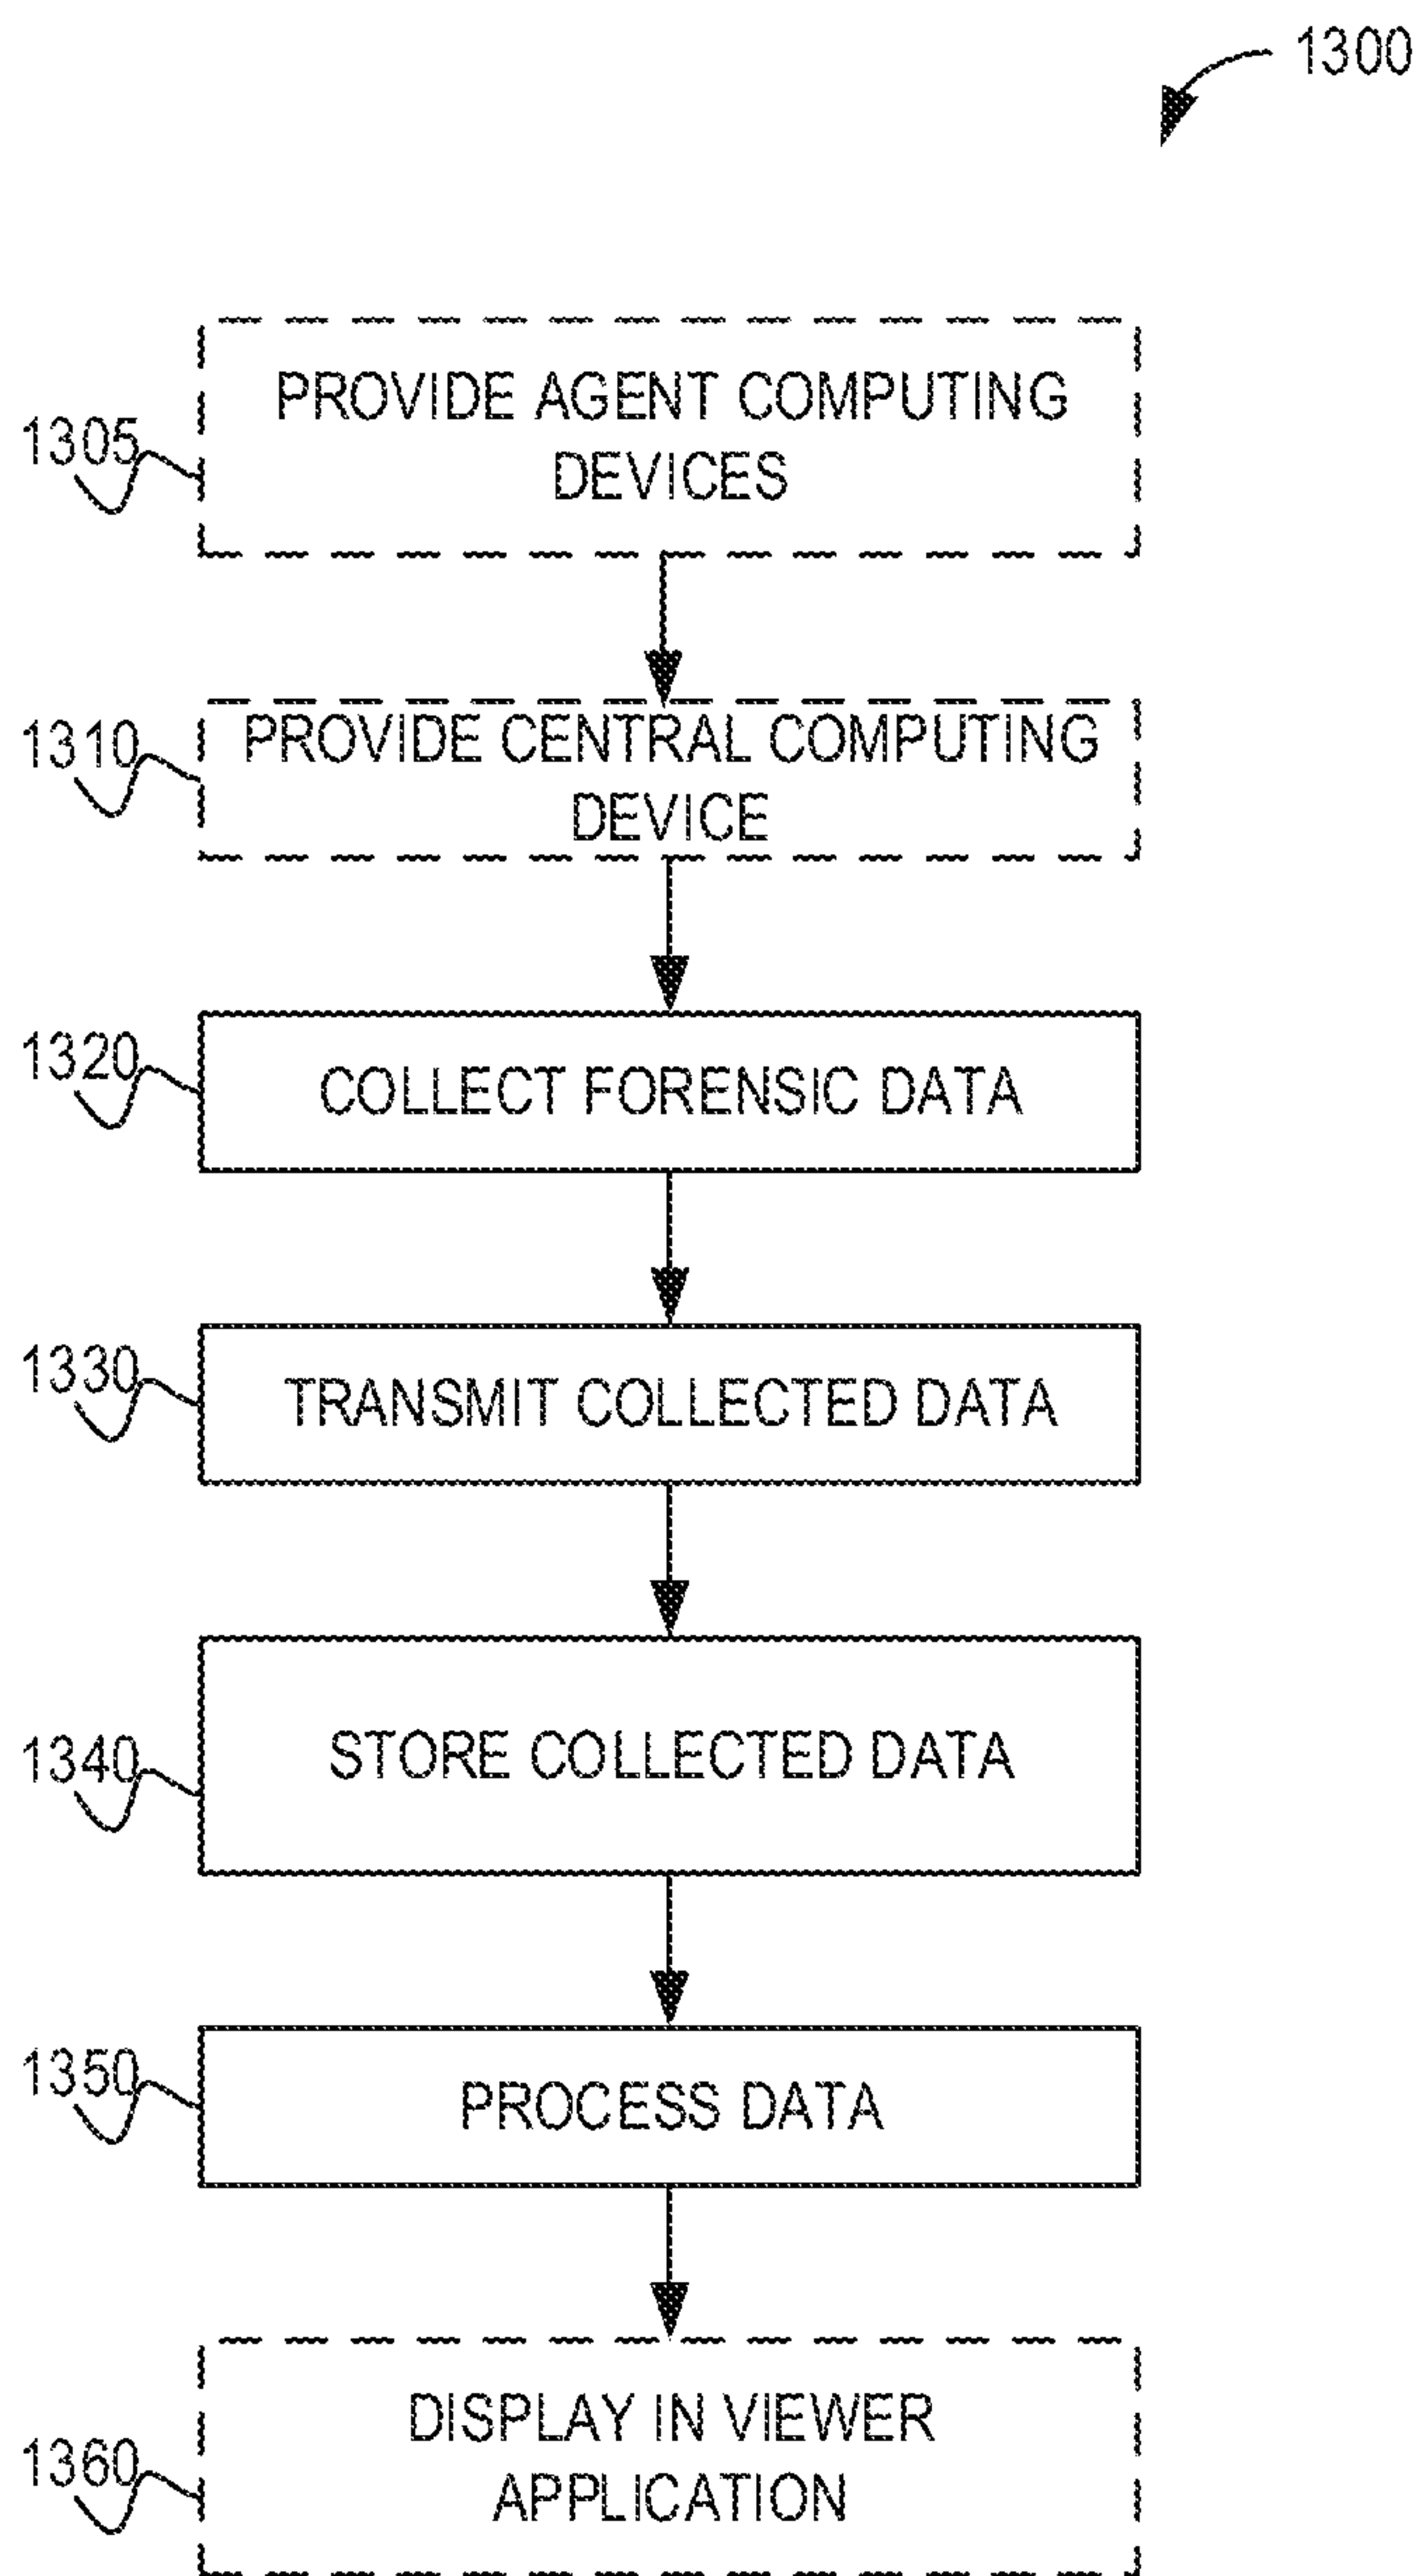 1300
1305
PROVIDE AGENT COMPUTING
DEVICES
1310
PROVIDE CENTRAL COMPUTING
DEVICE
1320
COLLECT FORENSIC DATA
1330
TRANSMIT COLLECTED DATA
1340
STORE COLLECTED DATA
1350
PROCESS DATA
1360
DISPLAY IN VIEWER
APPLICATION